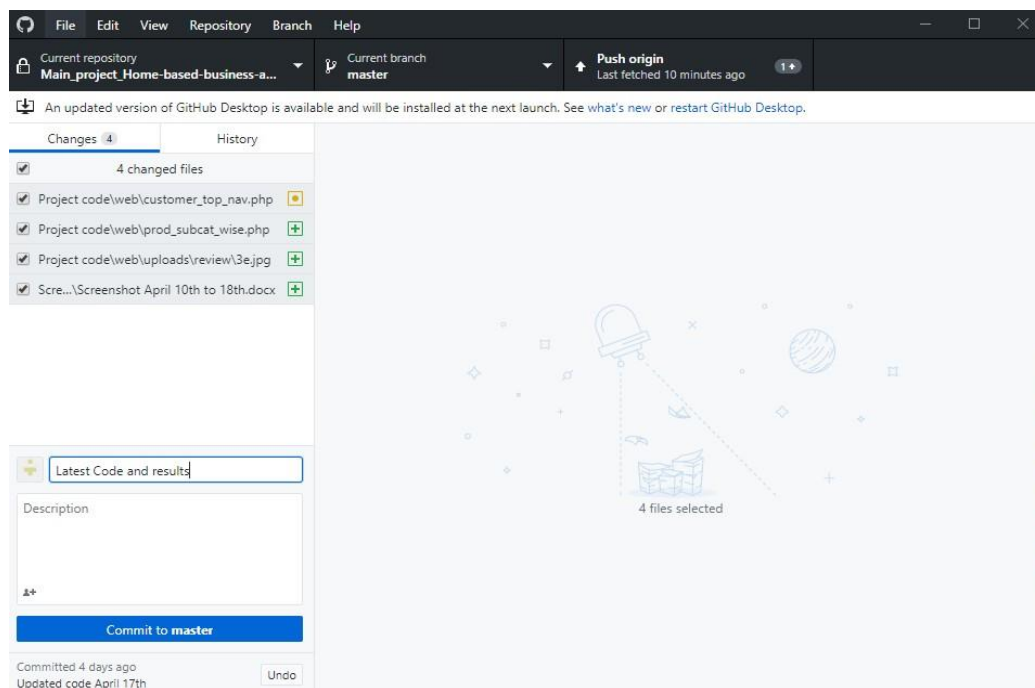 File Edit View Repository Branch Help
Current repository
Main_project_Home-based-business-a...
Current branch
master
Push origin
Last fetched 10 minutes ago
1
An updated version of GitHub Desktop is available and will be installed at the next launch. See what's new or restart GitHub Desktop.
Changes 4 History
4 changed files
Project code\web\customer_top_nav.php
Project code\web\prod_subcat_wise.php
Project code\web\uploads\review\3e.jpg
Scre...\Screenshot April 10th to 18th.docx
Latest Code and results
Description
4 files selected
Commit to master
Committed 4 days ago
Undo
Updated code April 17th